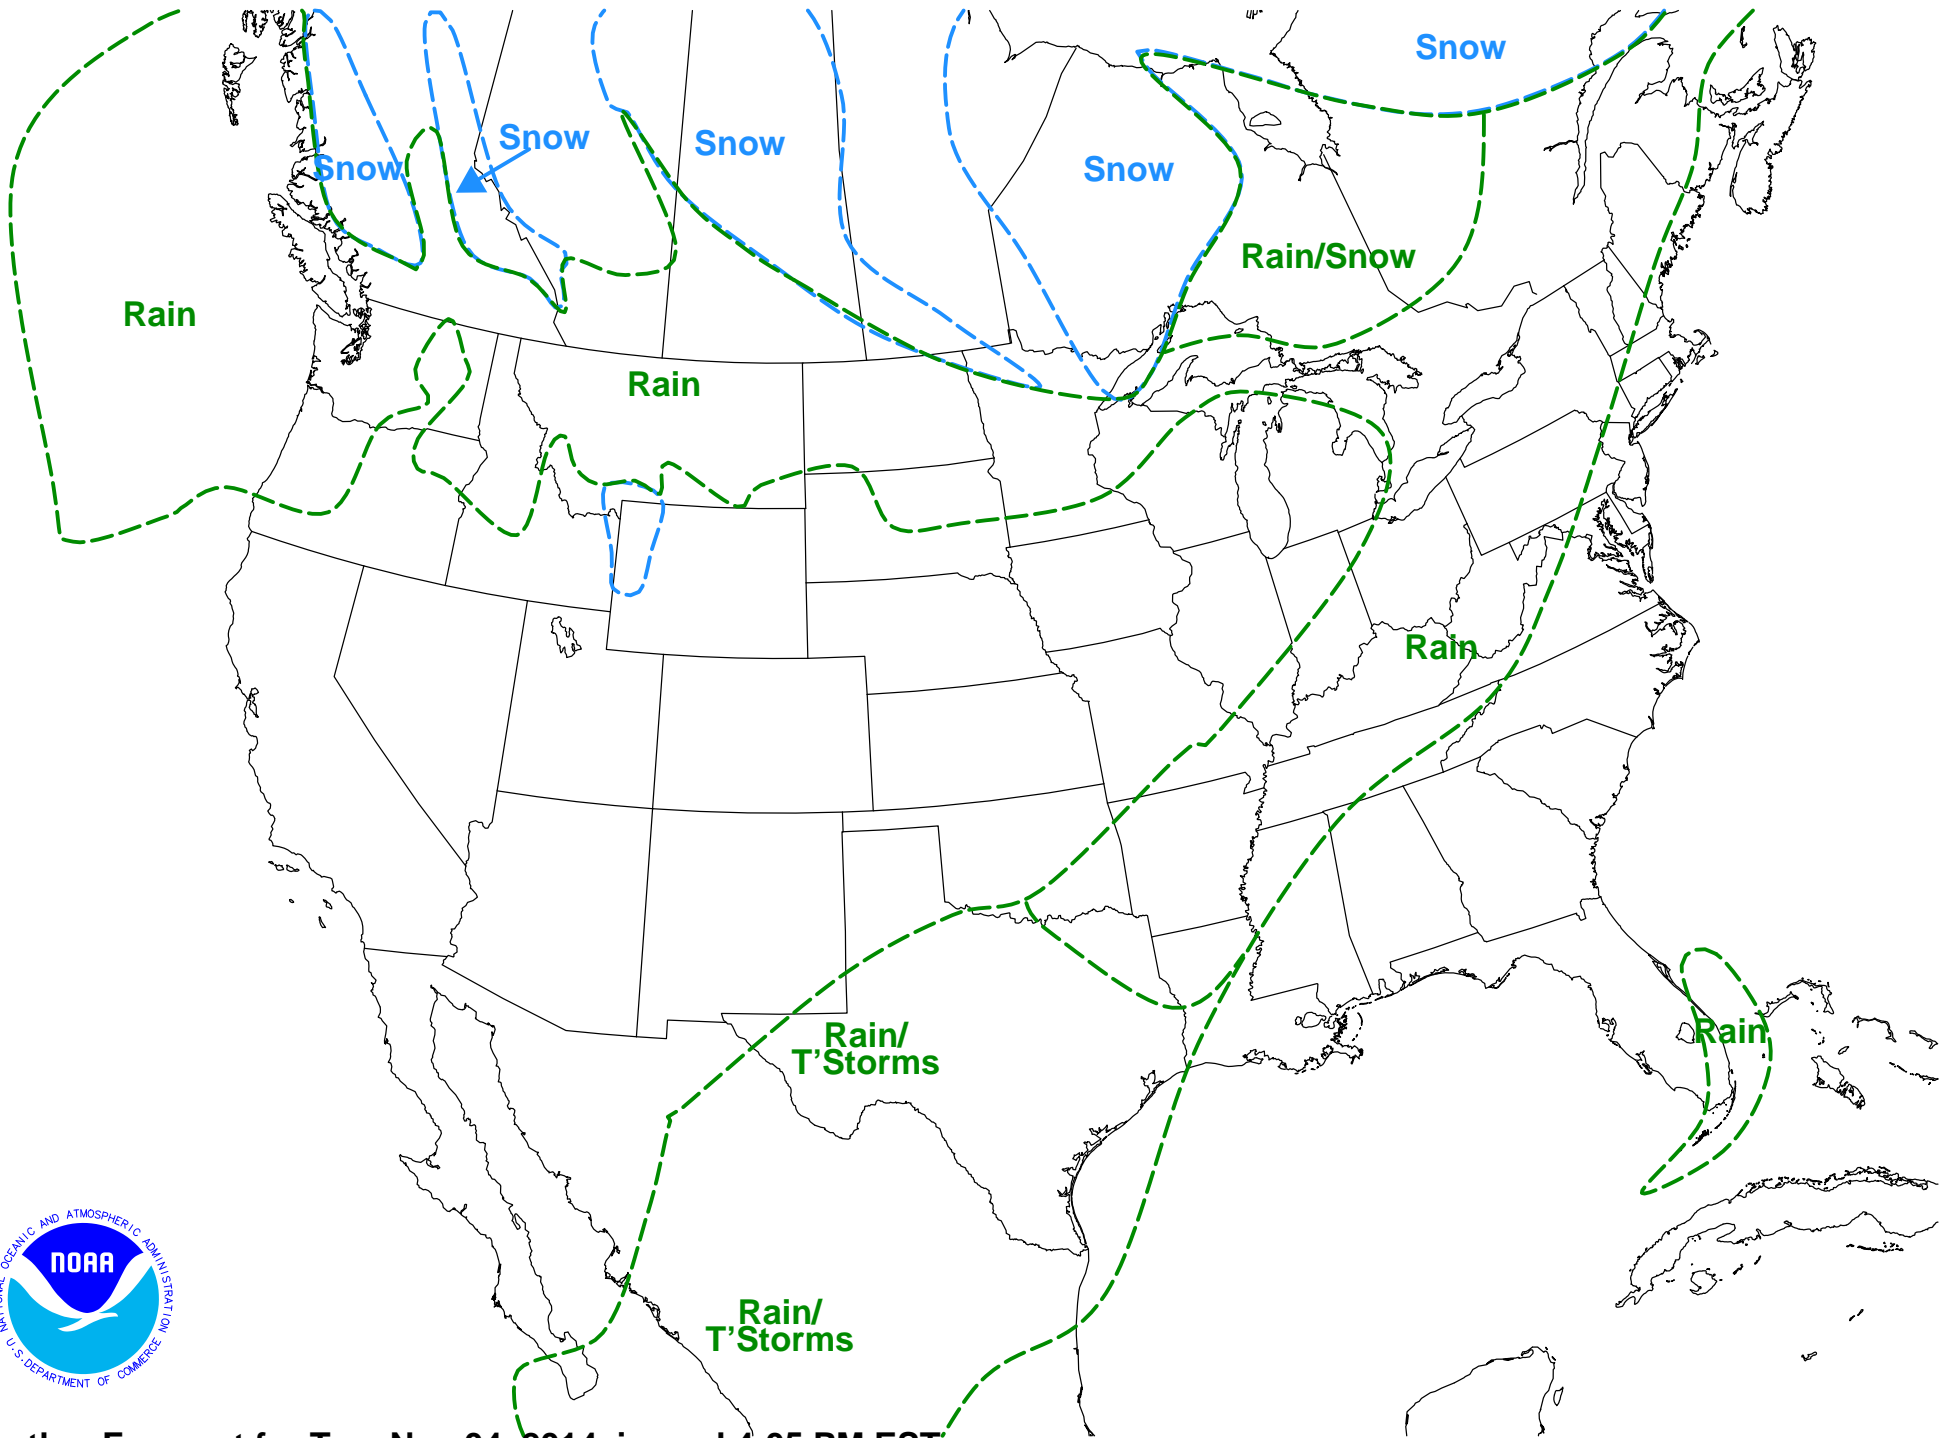 Snow
Snow
Snow
Snow
Snow
Rain/Snow
Rain
Rain
Rain
Rain
Rain/
T'Storms
Rain/
T'Storms
NOAA
NATIONAL OCEANIC AND ATMOSPHERIC ADMINISTRATION
U.S. DEPARTMENT OF COMMERCE